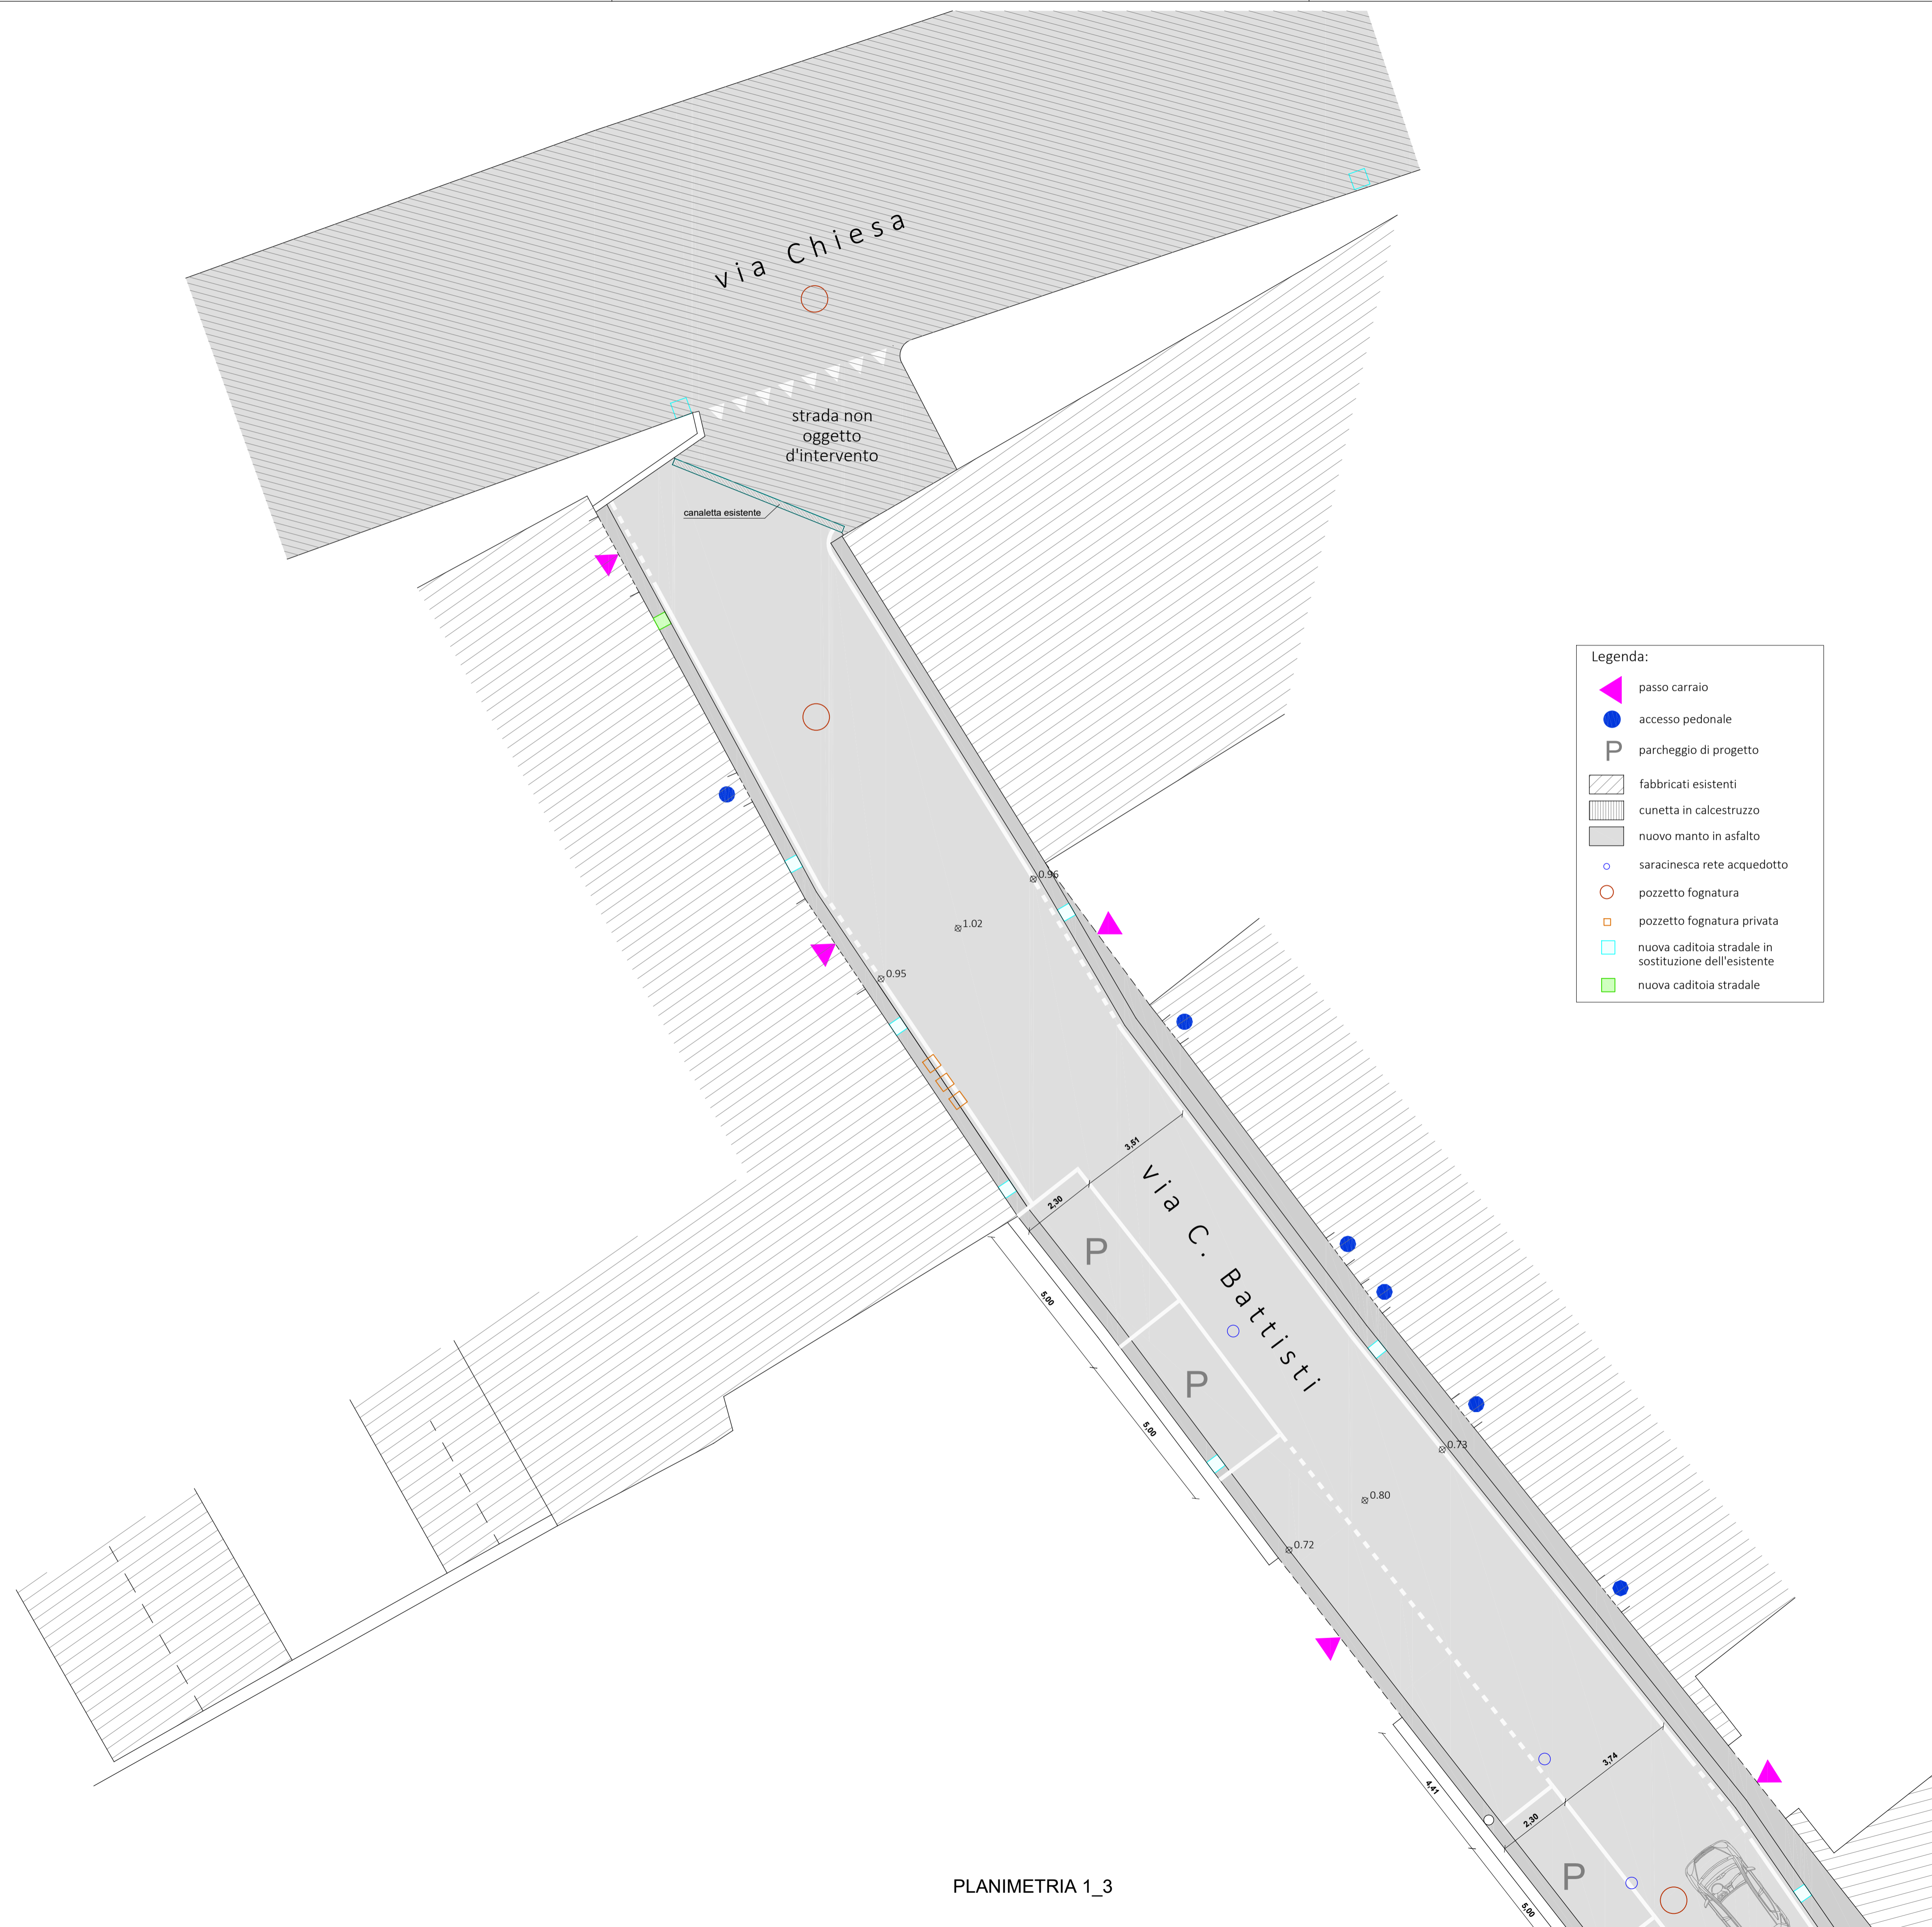 via Chiesa
strada non
oggetto
d'intervento
canaletta esistente
Legenda:
passo carraio
accesso pedonale
P parcheggio di progetto
fabbricati esistenti
cunetta in calcestruzzo
nuovo manto in asfalto
saracinesca rete acquedotto
pozzetto fognatura
pozzetto fognatura privata
nuova caditoia stradale in
sostituzione dell'esistente
nuova caditoia stradale
0.96
1.02
0.95
3,51
2,30
via C. Battisti
P
5,00
P
5,00
0.73
0.80
0.72
3,74
4,41
2,30
P
5,00
PLANIMETRIA 1_3